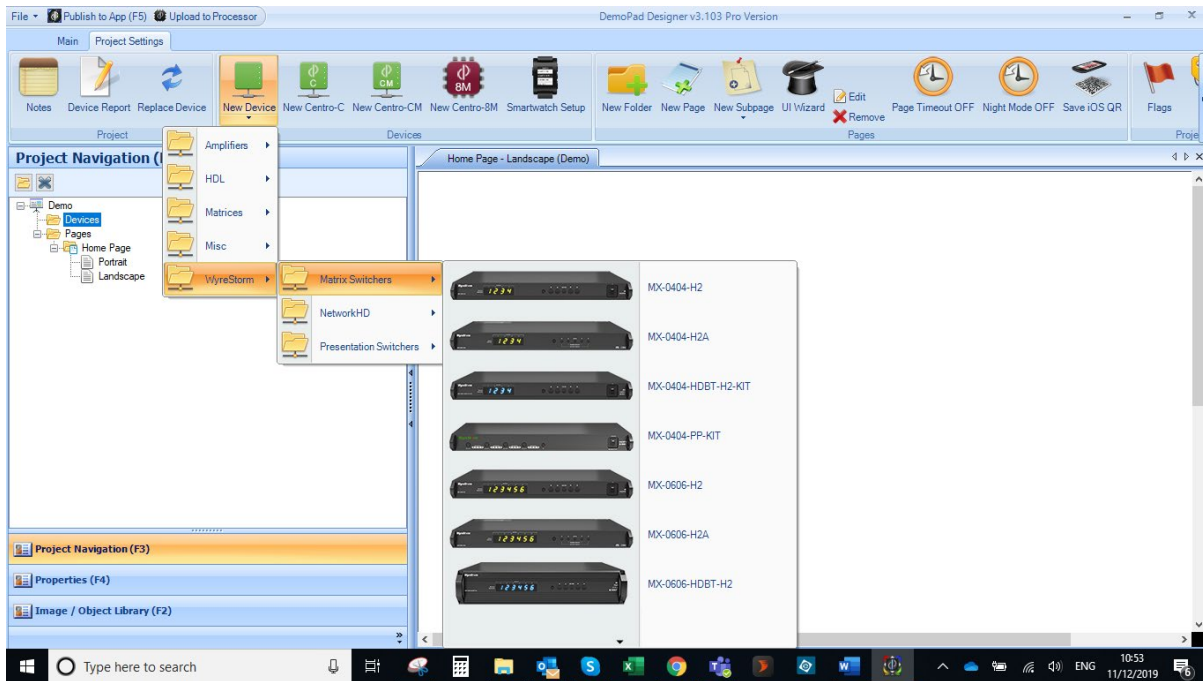 File Publish to App (F5) Upload to Processor DemoPad Designer v3.103 Pro Version
Main Project Settings
Notes Device Report Replace Device New Device New Centro-C New Centro-CM New Centro-8M Smartwatch Setup New Folder New Page New Subpage UI Wizard Edit Remove Page Timeout OFF Night Mode OFF Save iOS QR Flags
Project Devices Pages Proje
Project Navigation (
Home Page - Landscape (Demo)
Demo
Devices
Pages
Home Page
Portrait
Landscape
Amplifiers
HDL
Matrices
Misc
WyreStorm
Matrix Switchers
NetworkHD
Presentation Switchers
MX-0404-H2
MX-0404-H2A
MX-0404-HDBT-H2-KIT
MX-0404-PP-KIT
MX-0606-H2
MX-0606-H2A
MX-0606-HDBT-H2
Project Navigation (F3)
Properties (F4)
Image / Object Library (F2)
Type here to search
ENG
10:53
11/12/2019